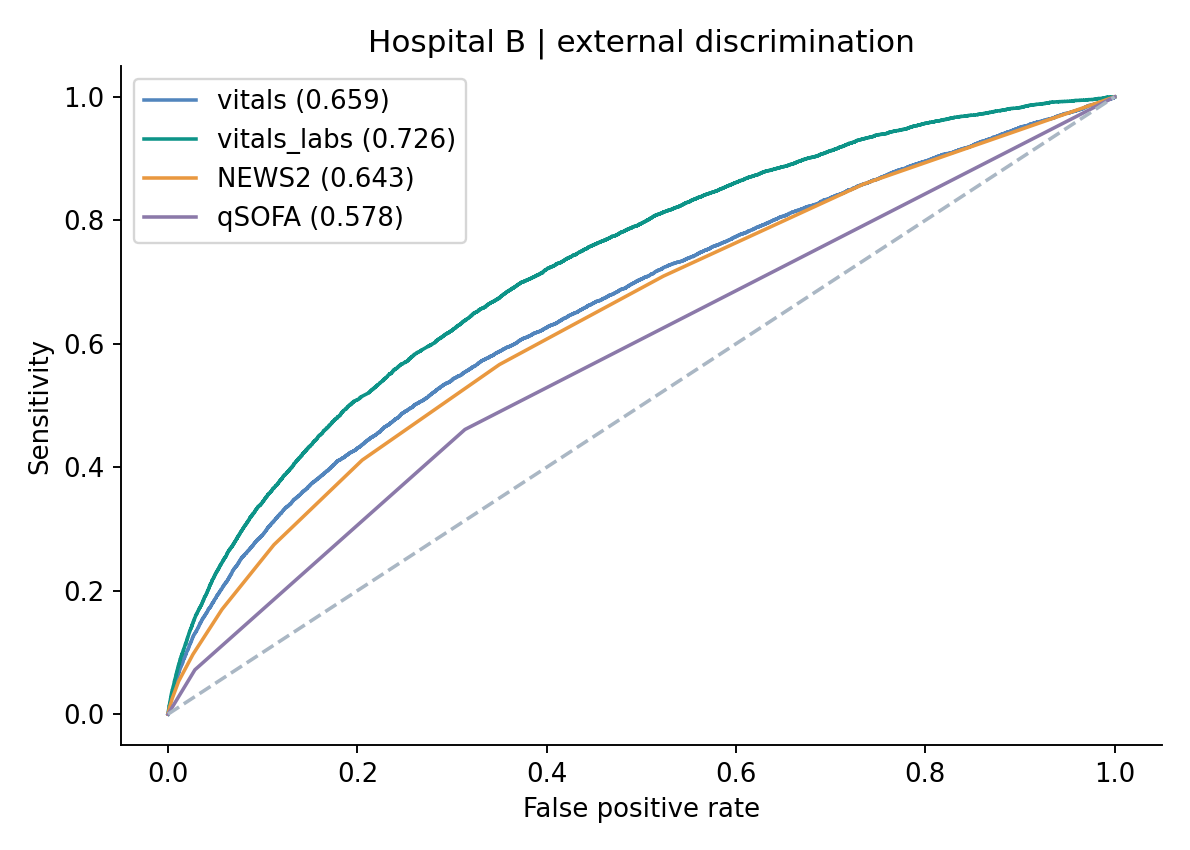 Hospital B | external discrimination
vitals (0.659)
vitals_labs (0.726)
NEWS2 (0.643)
qSOFA (0.578)
Sensitivity
1.0
0.8
0.6
0.4
0.2
0.0
0.0 0.2 0.4 0.6 0.8 1.0
False positive rate